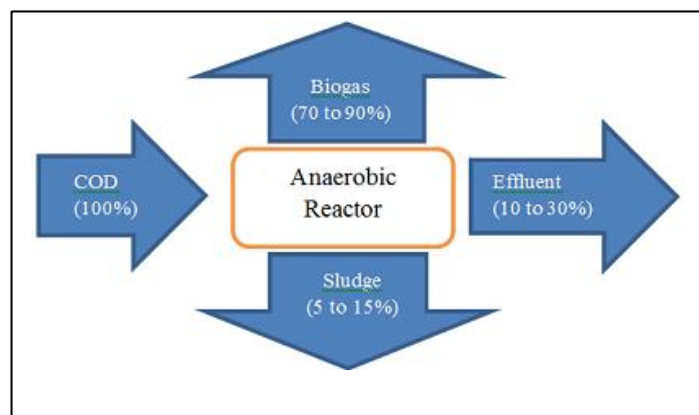 Biogas
(70 to 90%)
COD
(100%)
Anaerobic
Reactor
Effluent
(10 to 30%)
Sludge
(5 to 15%)